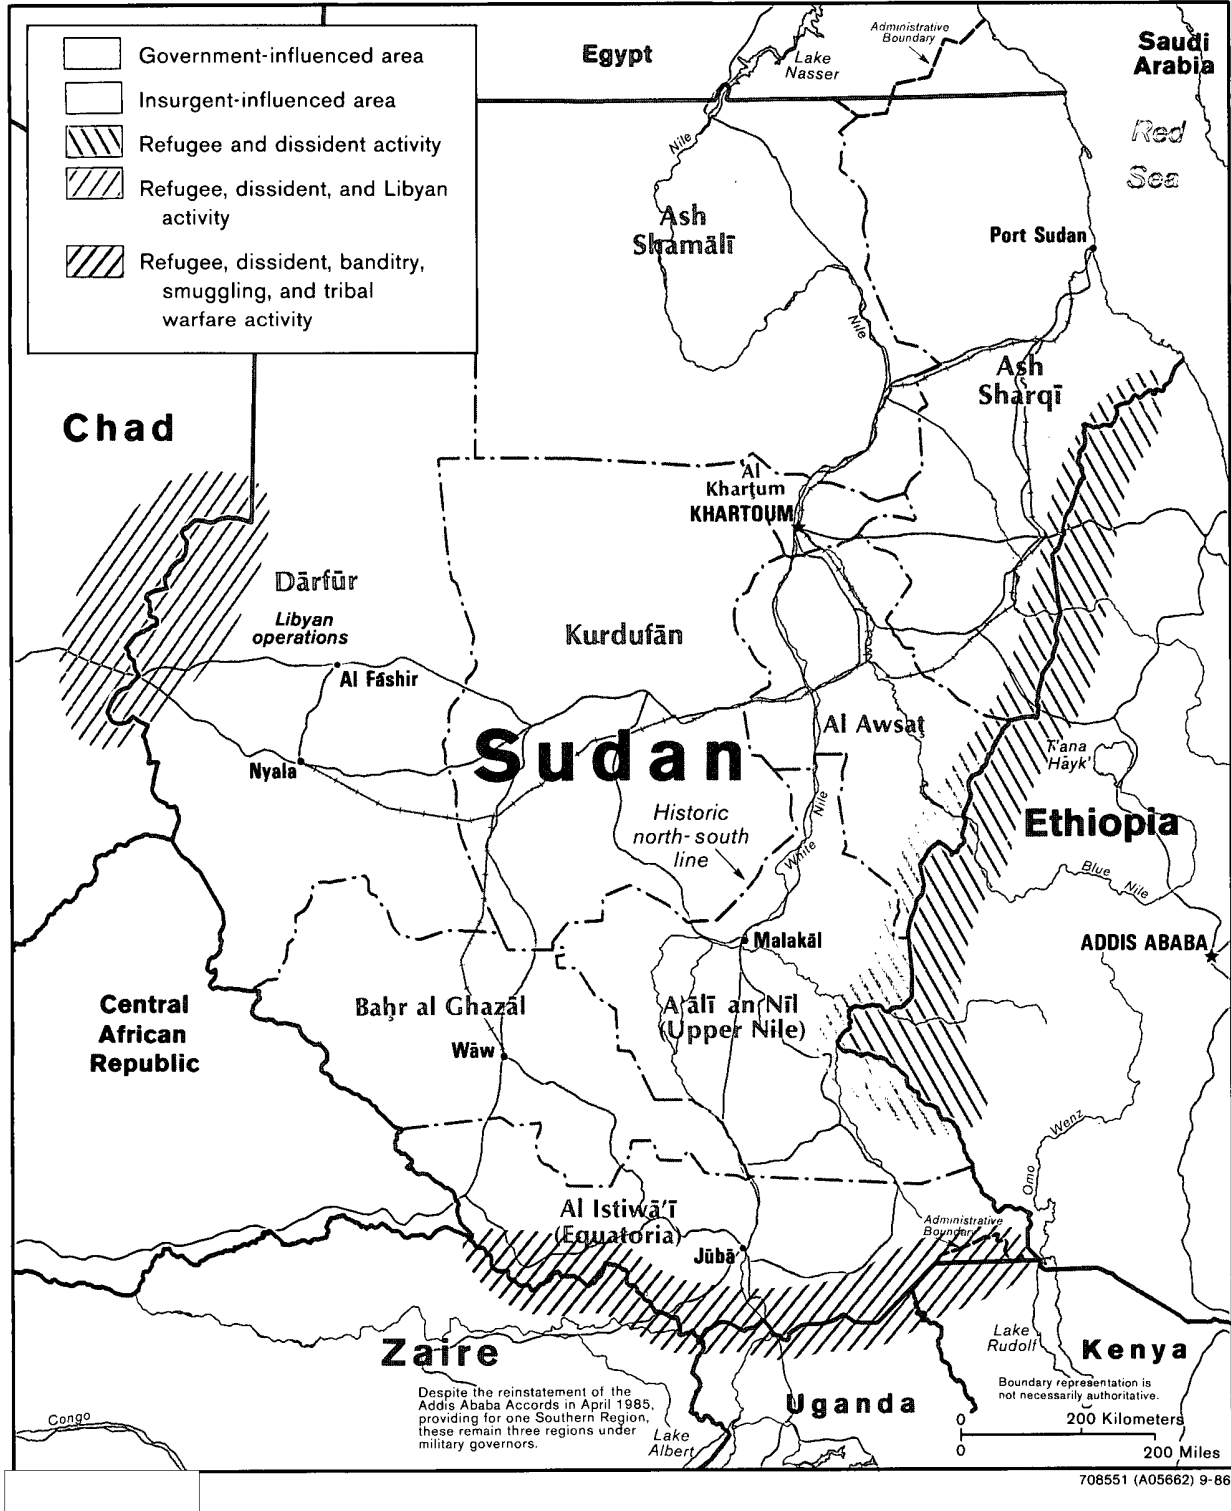 Government-influenced area
Insurgent-influenced area
Refugee and dissident activity
Refugee, dissident, and Libyan
activity
Refugee, dissident, banditry,
smuggling, and tribal
warfare activity
Egypt
Lake
Nasser
Administrative
Boundary
Saudi
Arabia
Red
Sea
Nile
Ash
Shamālī
Port Sudan
Nile
Ash
Sharqī
Chad
Al
Kharţum
KHARTOUM
Dārfūr
Libyan
operations
Kurdufān
Al Fāshir
Al Awsaţ
Nyala
Sudan
T'ana
Hāyk'
Historic
north-south
line
Nile
White
Ethiopia
Blue Nile
Malakāl
ADDIS ABABA
Central
African
Republic
Baḩr al Ghazāl
A'ālī an Nīl
(Upper Nile)
Wāw
Omo Wenz
Al Istiwā'ī
(Equatoria)
Administrative
Boundary
Jūbā
Zaire
Lake
Rudolf
Kenya
Uganda
Boundary representation is
not necessarily authoritative.
Despite the reinstatement of the
Addis Ababa Accords in April 1985,
providing for one Southern Region,
these remain three regions under
military governors.
Congo
Lake
Albert
0 200 Kilometers
0 200 Miles
708551 (A05662) 9-86